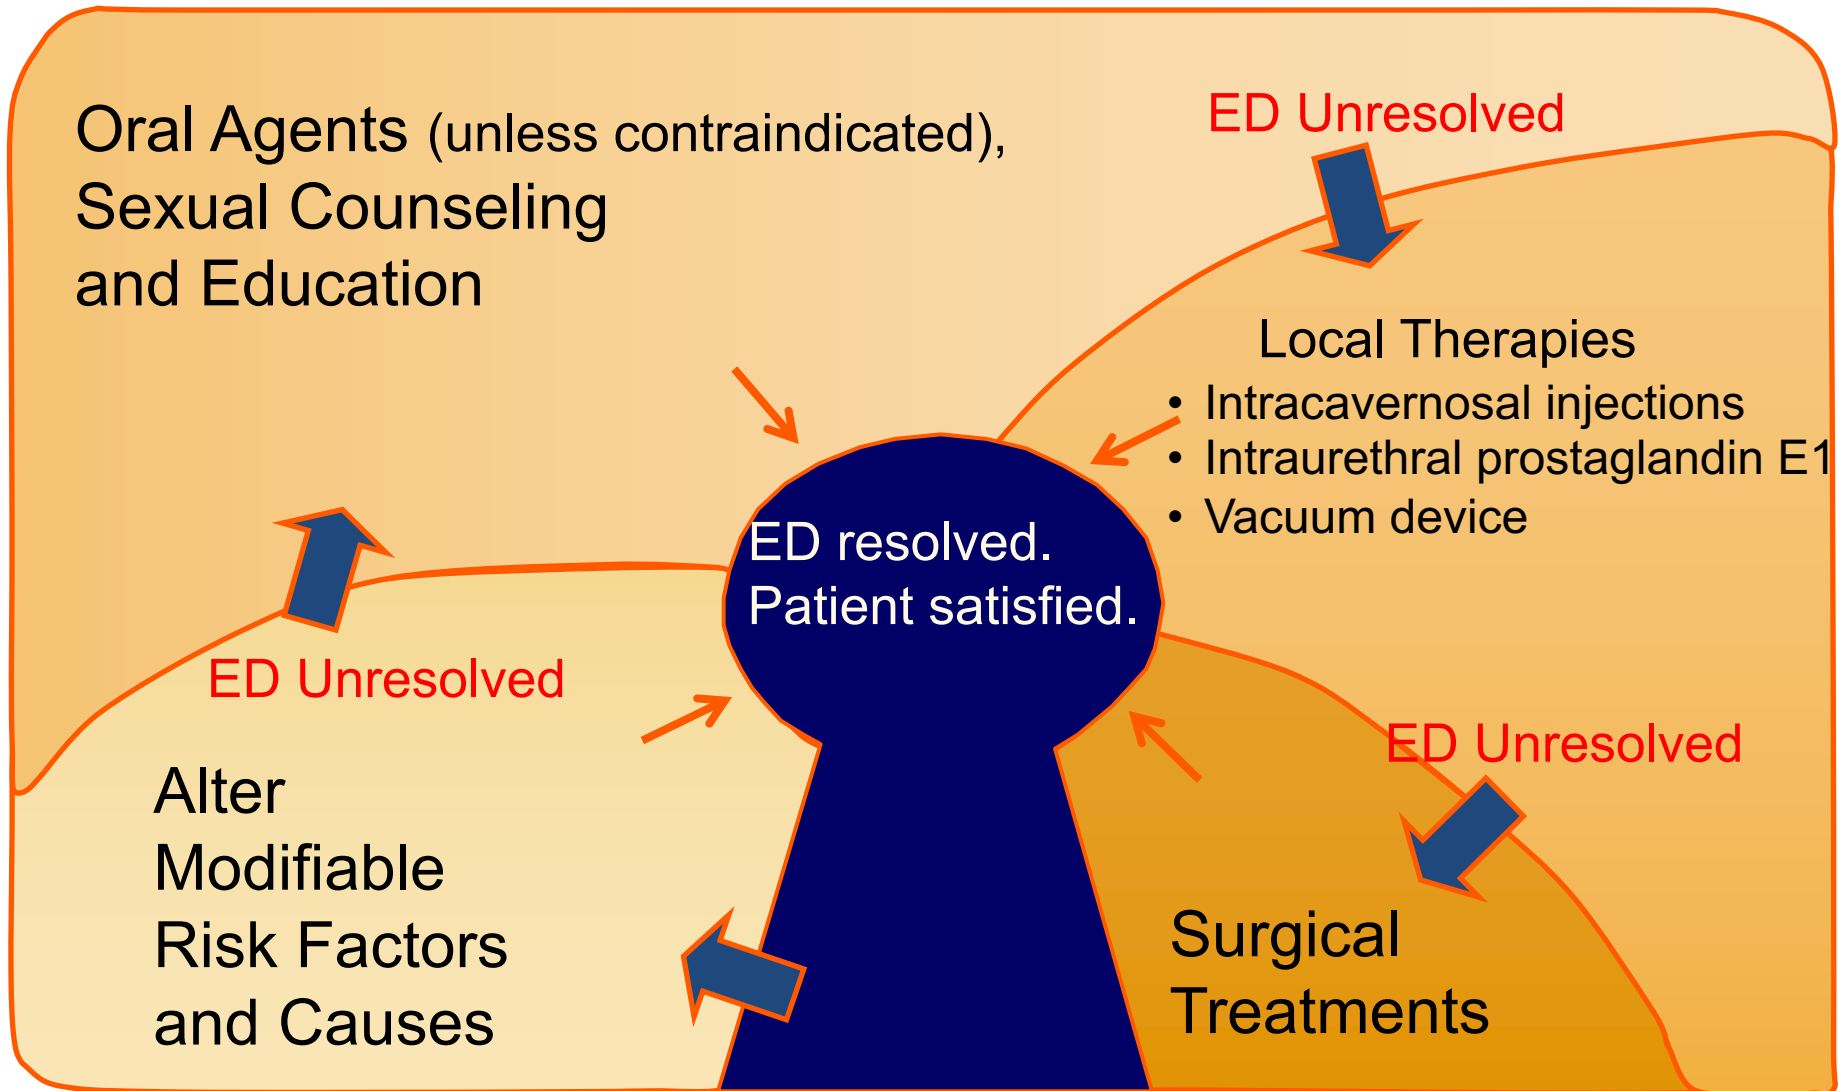 Oral Agents (unless contraindicated),
Sexual Counseling
and Education
ED Unresolved
Local Therapies
• Intracavernosal injections
• Intraurethral prostaglandin E1
• Vacuum device
ED resolved.
Patient satisfied.
ED Unresolved
Alter
Modifiable
Risk Factors
and Causes
ED Unresolved
Surgical
Treatments